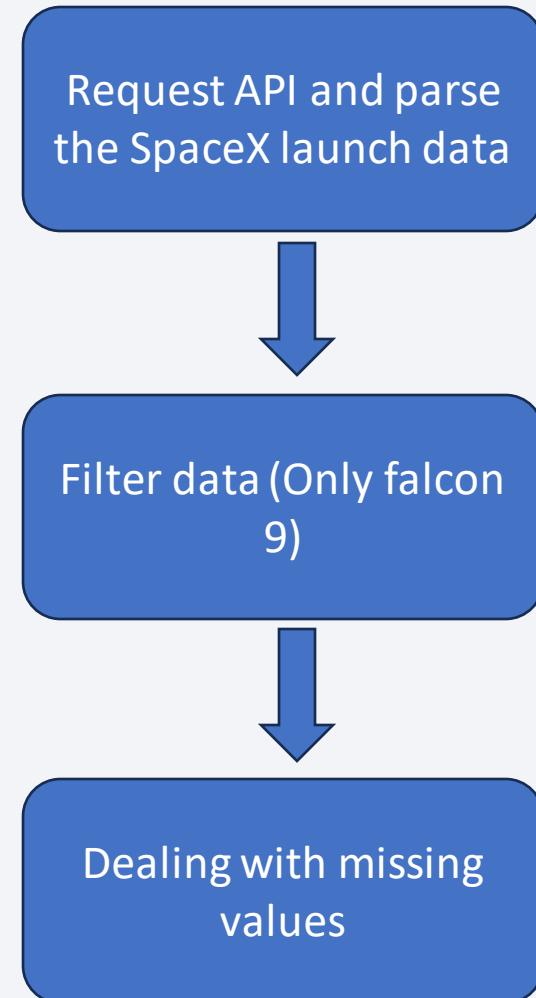 Request API and parse
the SpaceX launch data
Filter data (Only falcon
9)
Dealing with missing
values